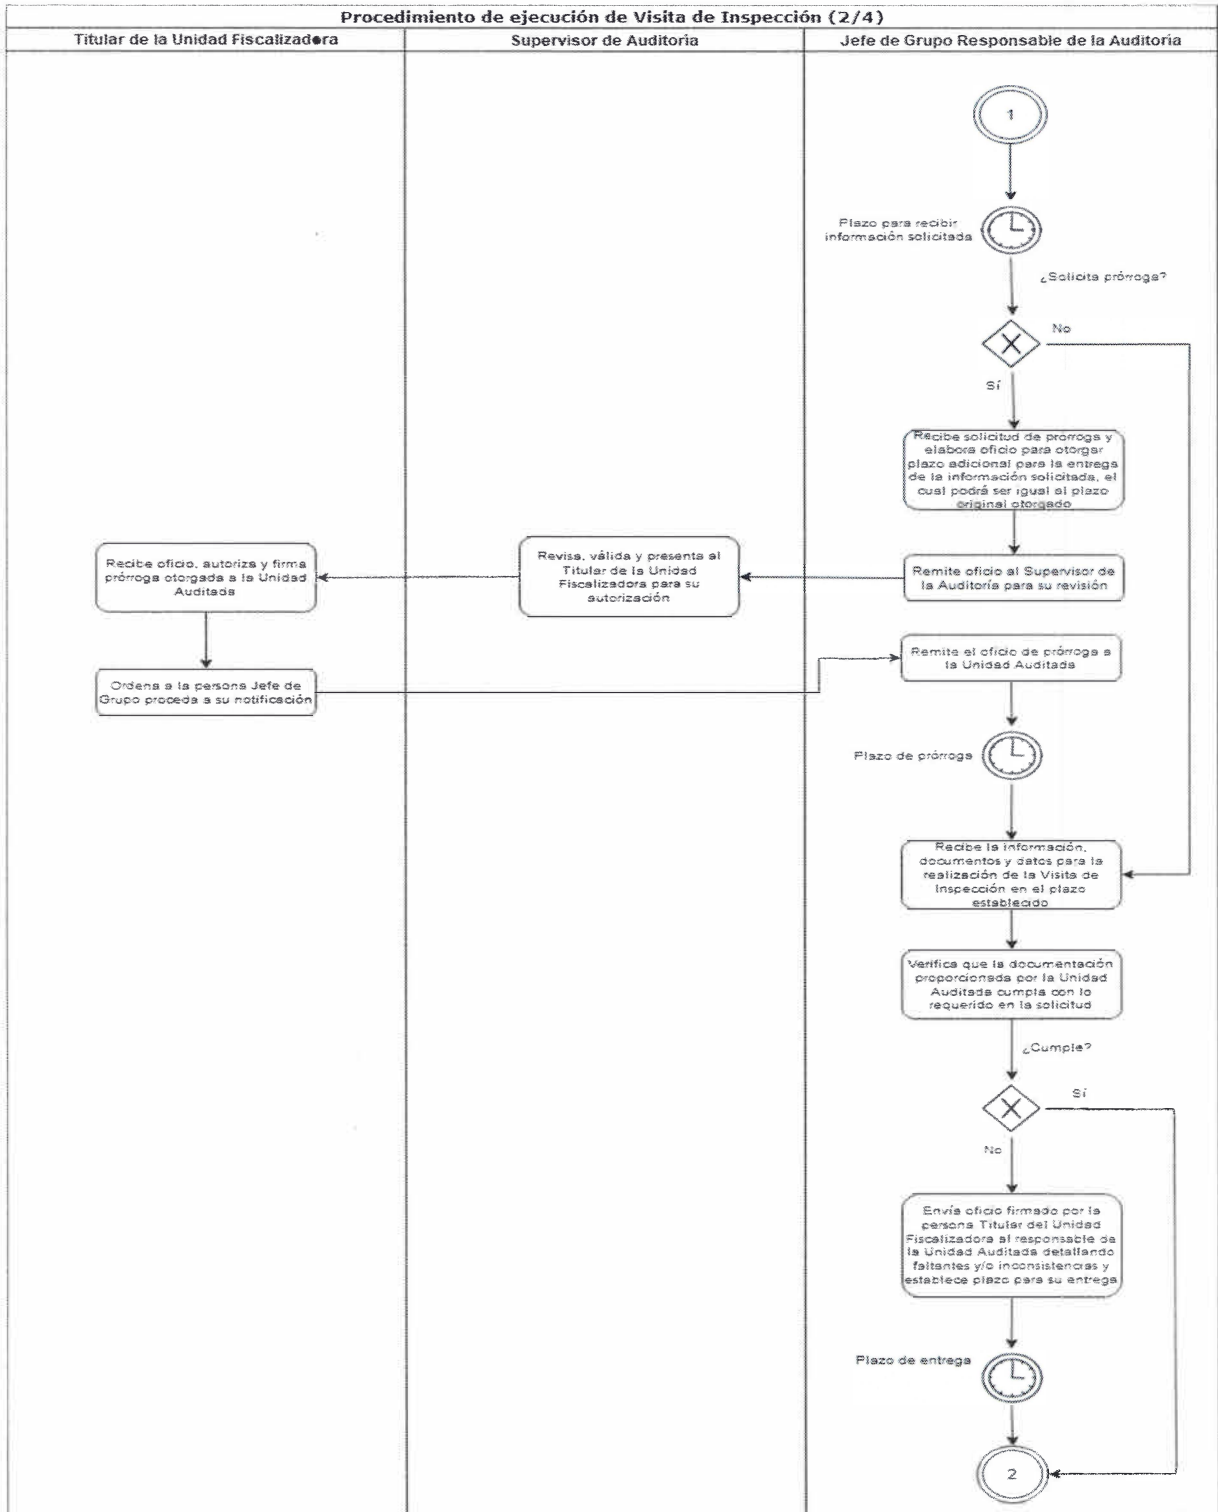 Procedimiento de ejecución de Visita de Inspección (2/4)
Titular de la Unidad Fiscalizadora
Supervisor de Auditoría
Jefe de Grupo Responsable de la Auditoría
1
Plazo para recibir
información solicitada
¿Solicita prórroga?
No
Sí
Recibe solicitud de prórroga y
elabora oficio para otorgar
plazo adicional para la entrega
de la información solicitada, el
cual podrá ser igual al plazo
original otorgado
Remite oficio al Supervisor de
la Auditoría para su revisión
Revisa, válida y presenta al
Titular de la Unidad
Fiscalizadora para su
autorización
Recibe oficio, autoriza y firma
prórroga otorgada a la Unidad
Auditada
Ordena a la persona Jefe de
Grupo proceda a su notificación
Remite el oficio de prórroga a
la Unidad Auditada
Plazo de prórroga
Recibe la información,
documentos y datos para la
realización de la Visita de
Inspección en el plazo
establecido
Verifica que la documentación
proporcionada por la Unidad
Auditada cumpla con lo
requerido en la solicitud
¿Cumple?
Sí
No
Envía oficio firmado por la
persona Titular del Unidad
Fiscalizadora al responsable de
la Unidad Auditada detallando
faltantes y/o inconsistencias y
establece plazo para su entrega
Plazo de entrega
2